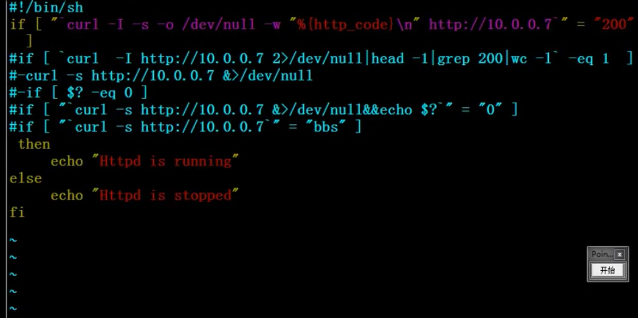 #!/bin/sh
if [ "`curl -I -s -o /dev/null -w "%{http_code}\n" http://10.0.0.7`" = "200"
]
#if [ `curl  -I http://10.0.0.7 2>/dev/null|head -1|grep 200|wc -l` -eq 1  ]
#-curl -s http://10.0.0.7 &>/dev/null
#-if [ $? -eq 0 ]
#if [ "`curl -s http://10.0.0.7 &>/dev/null&&echo $?`" = "0" ]
#if [ "`curl -s http://10.0.0.7`" = "bbs" ]
then
echo "Httpd is running"
else
echo "Httpd is stopped"
fi
~
~
~
~
~
Poin... x
开始